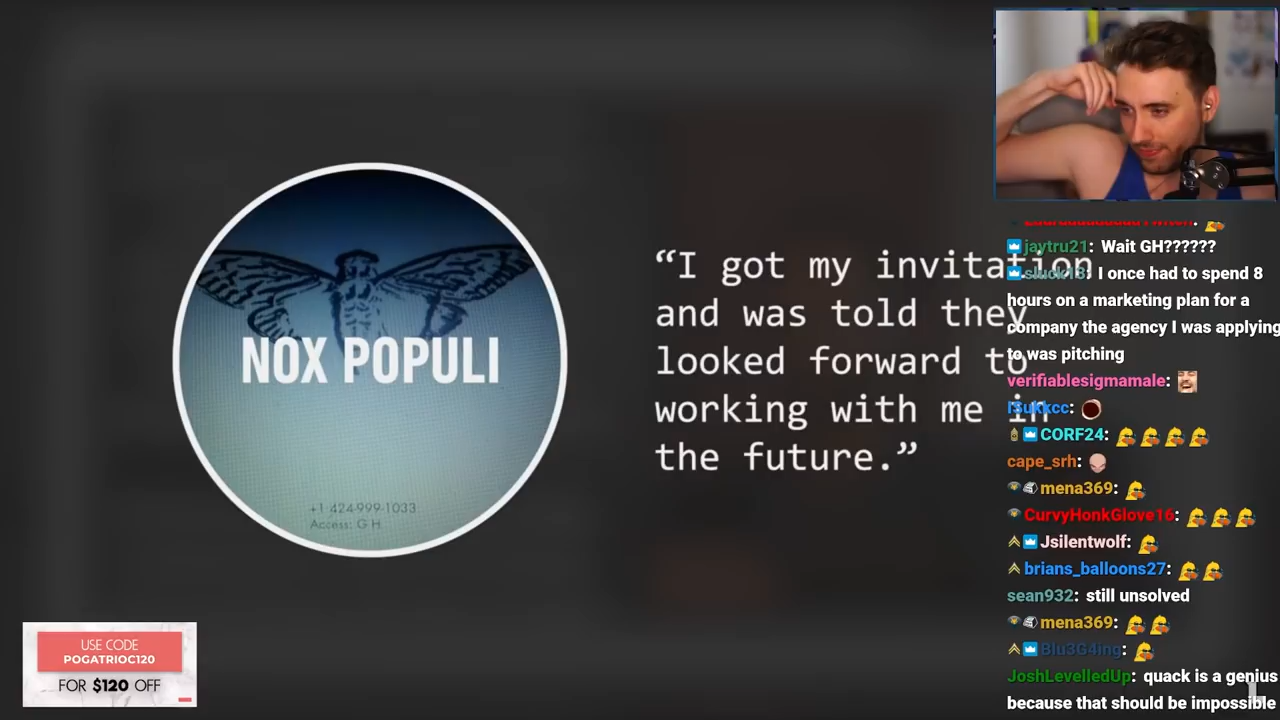 NOX POPULI
+1 424-999-1033
Access: G H
“I got my invitation
and was told they
looked forward to
working with me in
the future.”
USE CODE
POGATRIOC120
FOR $120 OFF
jaytru21: Wait GH??????
I once had to spend 8
hours on a marketing plan for a
company the agency I was applying
to was pitching
verifiablesigmamale:
CORF24:
cape_srh:
mena369:
CurvyHonkGlove16:
Jsilentwolf:
brians_balloons27:
sean932: still unsolved
mena369:
Blu3G4ing:
JoshLevelledUp: quack is a genius
because that should be impossible